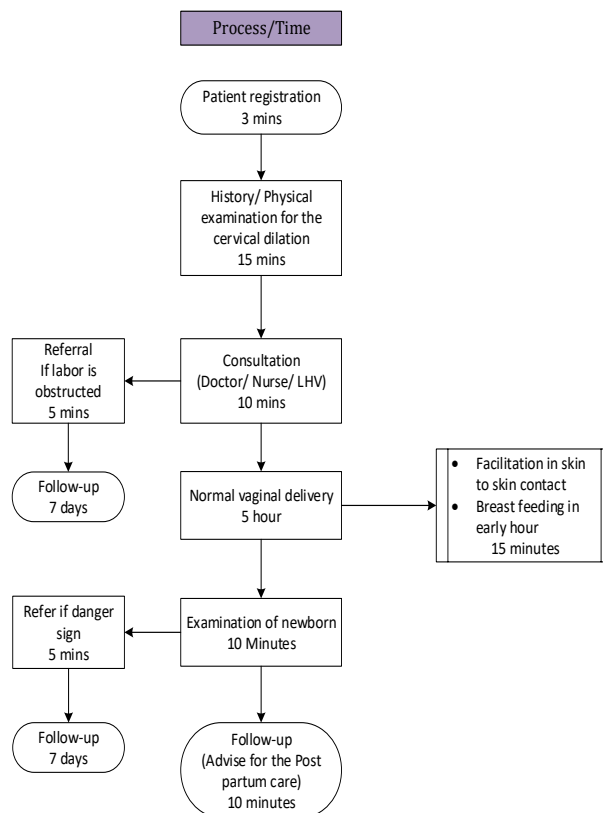 Process/Time
Patient registration
3 mins
History/ Physical
examination for the
cervical dilation
15 mins
Referral
If labor is
obstructed
5 mins
Consultation
(Doctor/ Nurse/ LHV)
10 mins
Follow-up
7 days
Normal vaginal delivery
5 hour
• Facilitation in skin
to skin contact
• Breast feeding in
early hour
15 minutes
Refer if danger
sign
5 mins
Examination of newborn
10 Minutes
Follow-up
7 days
Follow-up
(Advise for the Post
partum care)
10 minutes